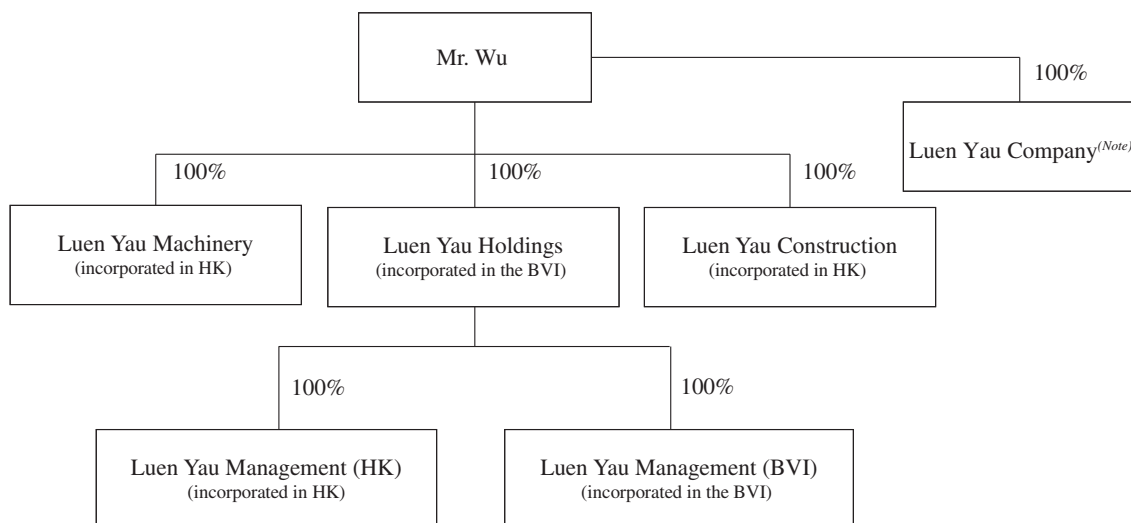 Mr. Wu
100%
Luen Yau Company(Note)
100%
100%
100%
Luen Yau Machinery
(incorporated in HK)
Luen Yau Holdings
(incorporated in the BVI)
Luen Yau Construction
(incorporated in HK)
100%
100%
Luen Yau Management (HK)
(incorporated in HK)
Luen Yau Management (BVI)
(incorporated in the BVI)